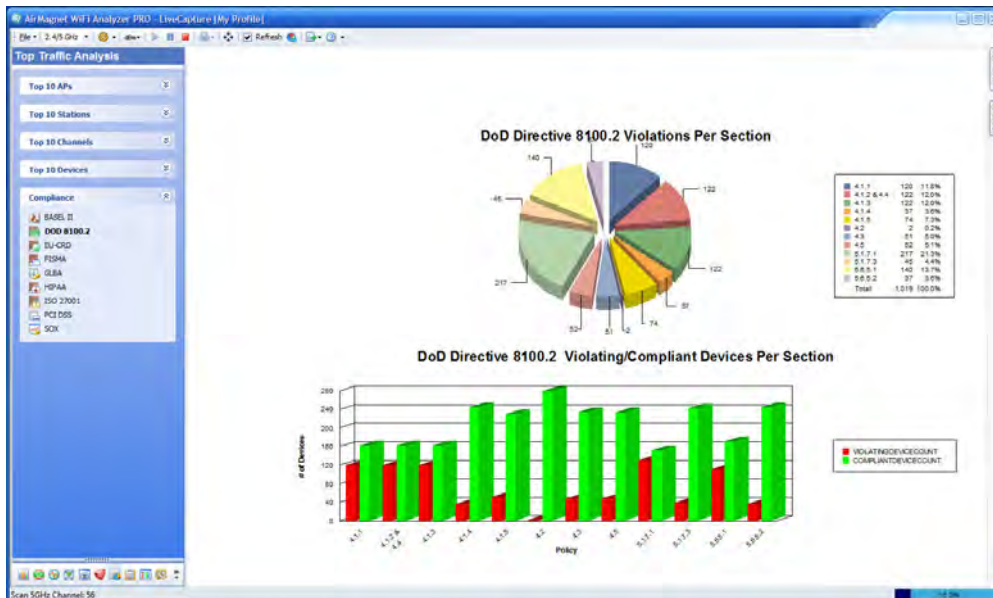 AirMagnet WiFi Analyzer PRO - LiveCapture [My Profile]
File 2.4/5 GHz Refresh
Top Traffic Analysis
Top 10 APs
Top 10 Stations
Top 10 Channels
Top 10 Devices
Compliance
BASEL II
DOD 8100.2
EU-CRD
FISMA
GLBA
HIPAA
ISO 27001
PCI DSS
SOX
DoD Directive 8100.2 Violations Per Section
120
122
122
37
74
2
51
52
217
45
140
4.1.1 120 11.8%
4.1.2 & 4.4 122 12.0%
4.1.3 122 12.0%
4.1.4 37 3.6%
4.1.5 74 7.3%
4.2 2 0.2%
4.3 51 5.0%
4.5 52 5.1%
5.1.7.1 217 21.3%
5.1.7.3 45 4.4%
5.6.5.1 140 13.7%
5.6.5.2 37 3.6%
Total 1,019 100.0%
DoD Directive 8100.2 Violating/Compliant Devices Per Section
# of Devices
280
240
200
160
120
80
40
0
4.1.1
4.1.2 & 4.4
4.1.3
4.1.4
4.1.5
4.2
4.3
4.5
5.1.7.1
5.1.7.3
5.6.5.1
5.6.5.2
Policy
VIOLATINGDEVICECOUNT
COMPLIANTDEVICECOUNT
Scan 5GHz Channel: 56